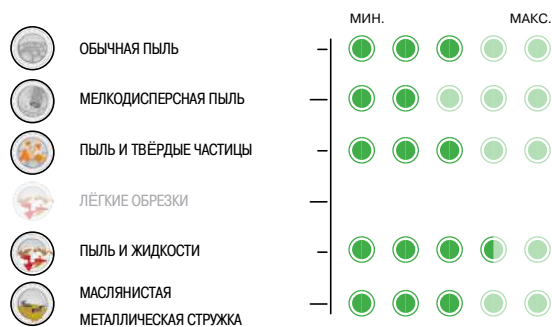 МИН. МАКС.
ОБЫЧНАЯ ПЫЛЬ
МЕЛКОДИСПЕРСНАЯ ПЫЛЬ
ПЫЛЬ И ТВЁРДЫЕ ЧАСТИЦЫ
ЛЁГКИЕ ОБРЕЗКИ
ПЫЛЬ И ЖИДКОСТИ
МАСЛЯНИСТАЯ
МЕТАЛЛИЧЕСКАЯ СТРУЖКА